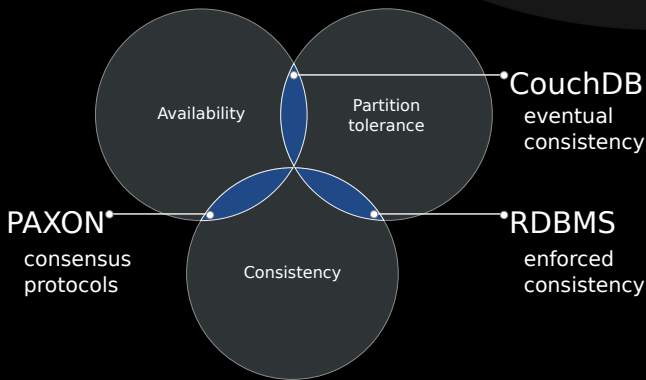 Availability
Partition
tolerance
CouchDB
eventual
consistency
PAXON
consensus
protocols
RDBMS
enforced
consistency
Consistency